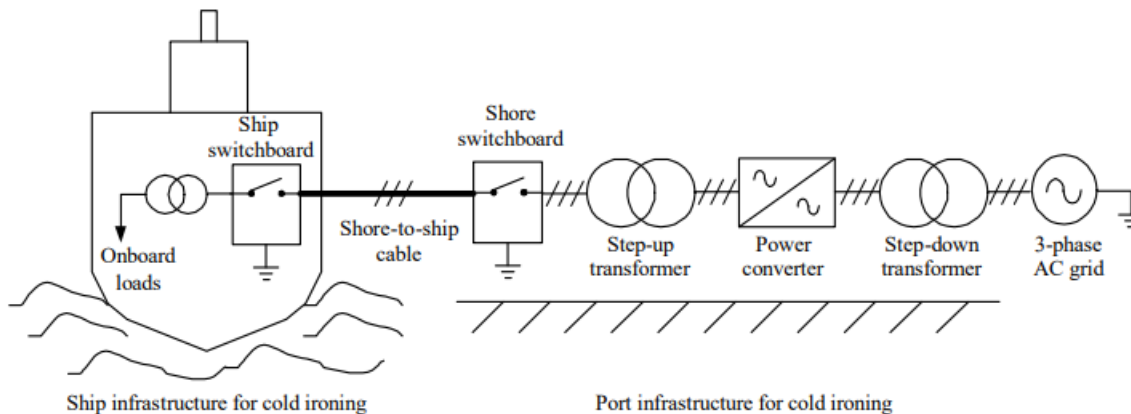 Ship
switchboard
Shore
switchboard
Onboard
loads
Shore-to-ship
cable
Step-up
transformer
Power
converter
Step-down
transformer
3-phase
AC grid
Ship infrastructure for cold ironing
Port infrastructure for cold ironing